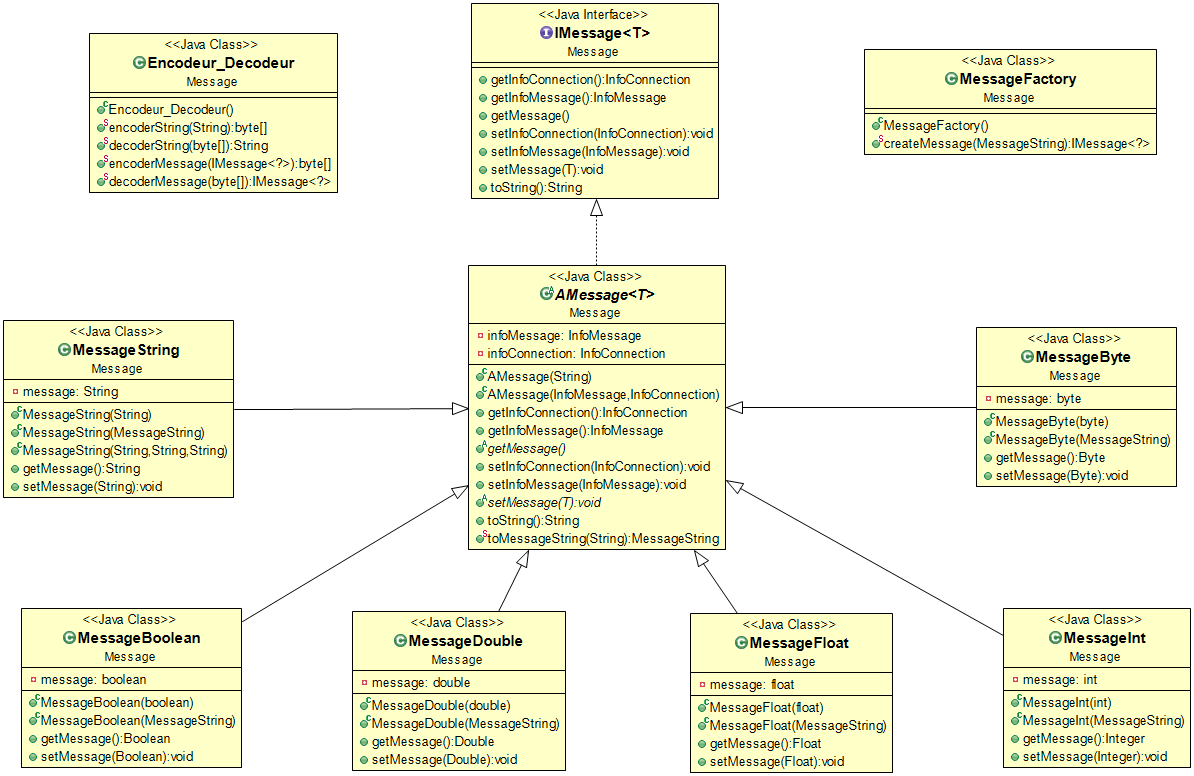 <<Java Class>>
Encodeur_Decodeur
Message
Encodeur_Decodeur()
encoderString(String):byte[]
decoderString(byte[]):String
encoderMessage(IMessage<?>):byte[]
decoderMessage(byte[]):IMessage<?>
<<Java Interface>>
IMessage<T>
Message
getInfoConnection():InfoConnection
getInfoMessage():InfoMessage
getMessage()
setInfoConnection(InfoConnection):void
setInfoMessage(InfoMessage):void
setMessage(T):void
toString():String
<<Java Class>>
MessageFactory
Message
MessageFactory()
createMessage(MessageString):IMessage<?>
<<Java Class>>
MessageString
Message
message: String
MessageString(String)
MessageString(MessageString)
MessageString(String,String,String)
getMessage():String
setMessage(String):void
<<Java Class>>
AMessage<T>
Message
infoMessage: InfoMessage
infoConnection: InfoConnection
AMessage(String)
AMessage(InfoMessage,InfoConnection)
getInfoConnection():InfoConnection
getInfoMessage():InfoMessage
getMessage()
setInfoConnection(InfoConnection):void
setInfoMessage(InfoMessage):void
setMessage(T):void
toString():String
toMessageString(String):MessageString
<<Java Class>>
MessageByte
Message
message: byte
MessageByte(byte)
MessageByte(MessageString)
getMessage():Byte
setMessage(Byte):void
<<Java Class>>
MessageBoolean
Message
message: boolean
MessageBoolean(boolean)
MessageBoolean(MessageString)
getMessage():Boolean
setMessage(Boolean):void
<<Java Class>>
MessageDouble
Message
message: double
MessageDouble(double)
MessageDouble(MessageString)
getMessage():Double
setMessage(Double):void
<<Java Class>>
MessageFloat
Message
message: float
MessageFloat(float)
MessageFloat(MessageString)
getMessage():Float
setMessage(Float):void
<<Java Class>>
MessageInt
Message
message: int
MessageInt(int)
MessageInt(MessageString)
getMessage():Integer
setMessage(Integer):void